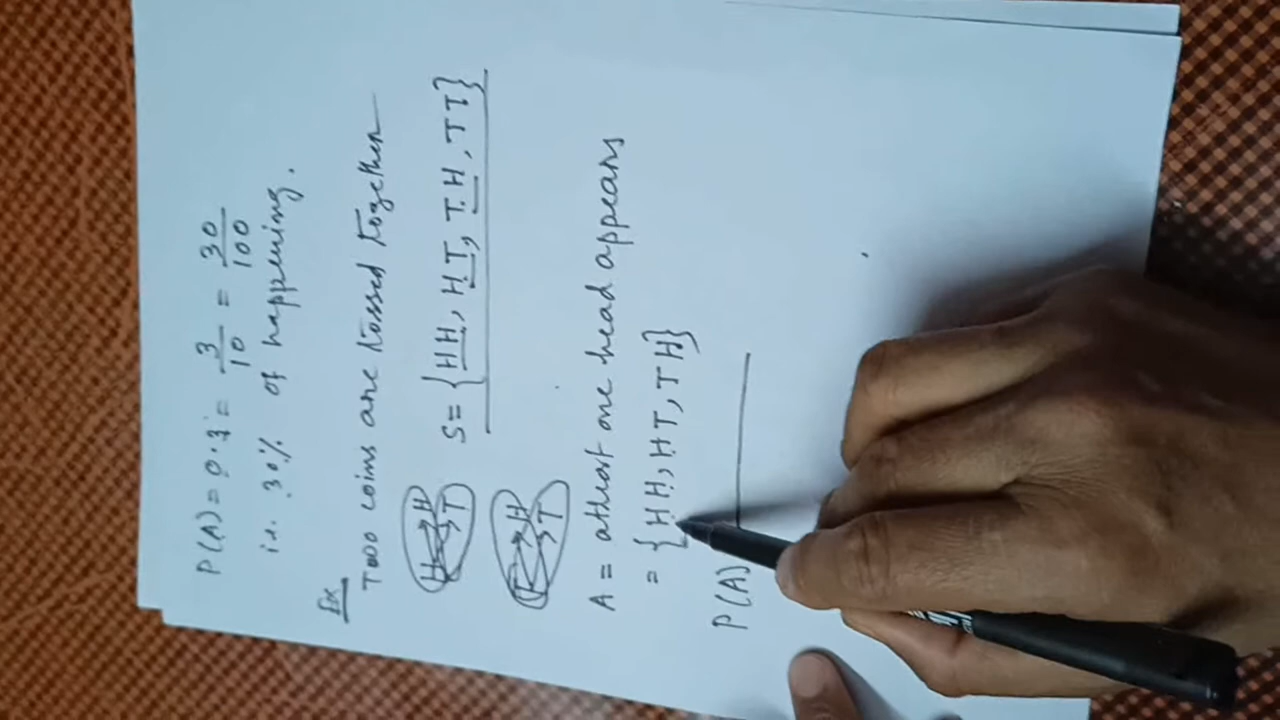 P(A) = 0.3 = 3/10 = 30/100
i.e. 30% of happening.
Ex
Two coins are tossed together
H → H
→ T
S = {HH, HT, TH, TT}
T → H
→ T
A = atleast one head appears
= {HH, HT, TH}
P(A)